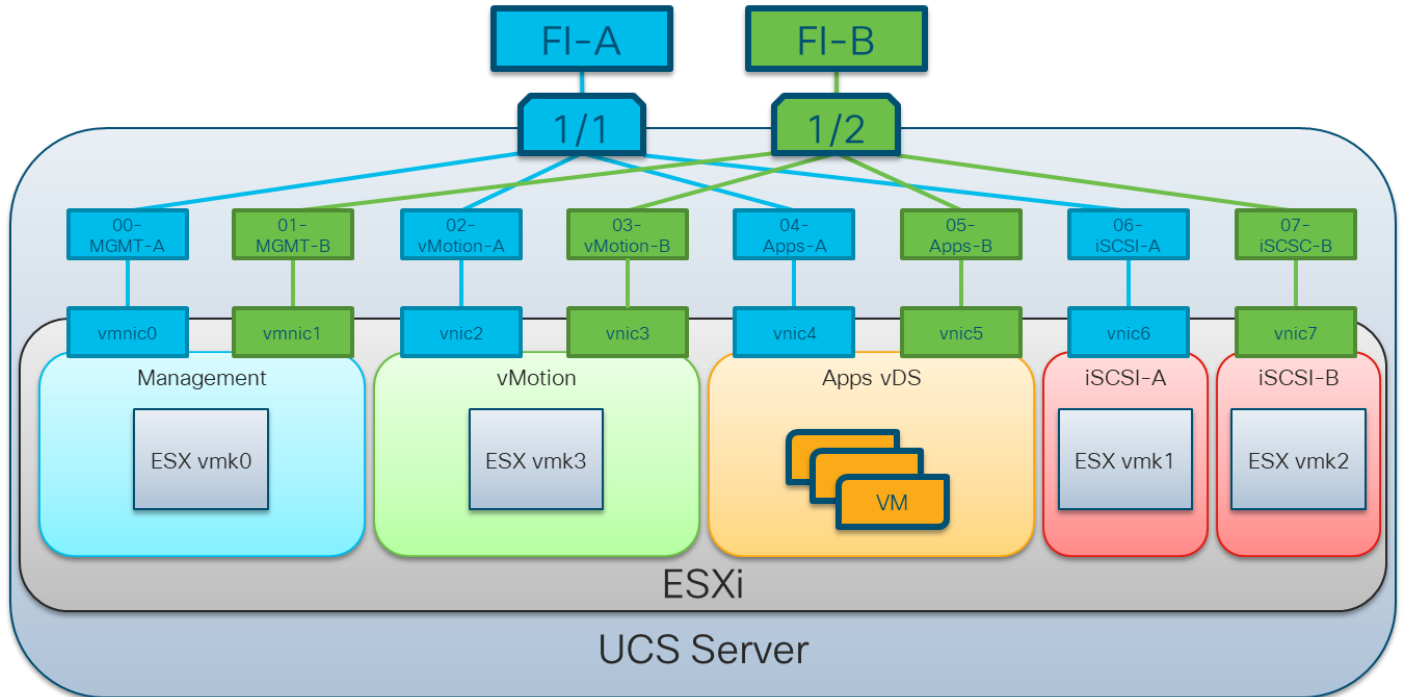 FI-A
FI-B
1/1
1/2
00-
MGMT-A
01-
MGMT-B
02-
vMotion-A
03-
vMotion-B
04-
Apps-A
05-
Apps-B
06-
iSCSI-A
07-
iSCSC-B
vmnic0
vmnic1
vnic2
vnic3
vnic4
vnic5
vnic6
vnic7
Management
vMotion
Apps vDS
iSCSI-A
iSCSI-B
ESX vmk0
ESX vmk3
VM
ESX vmk1
ESX vmk2
ESXi
UCS Server